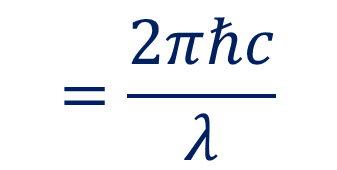 = 2πℏc / λ